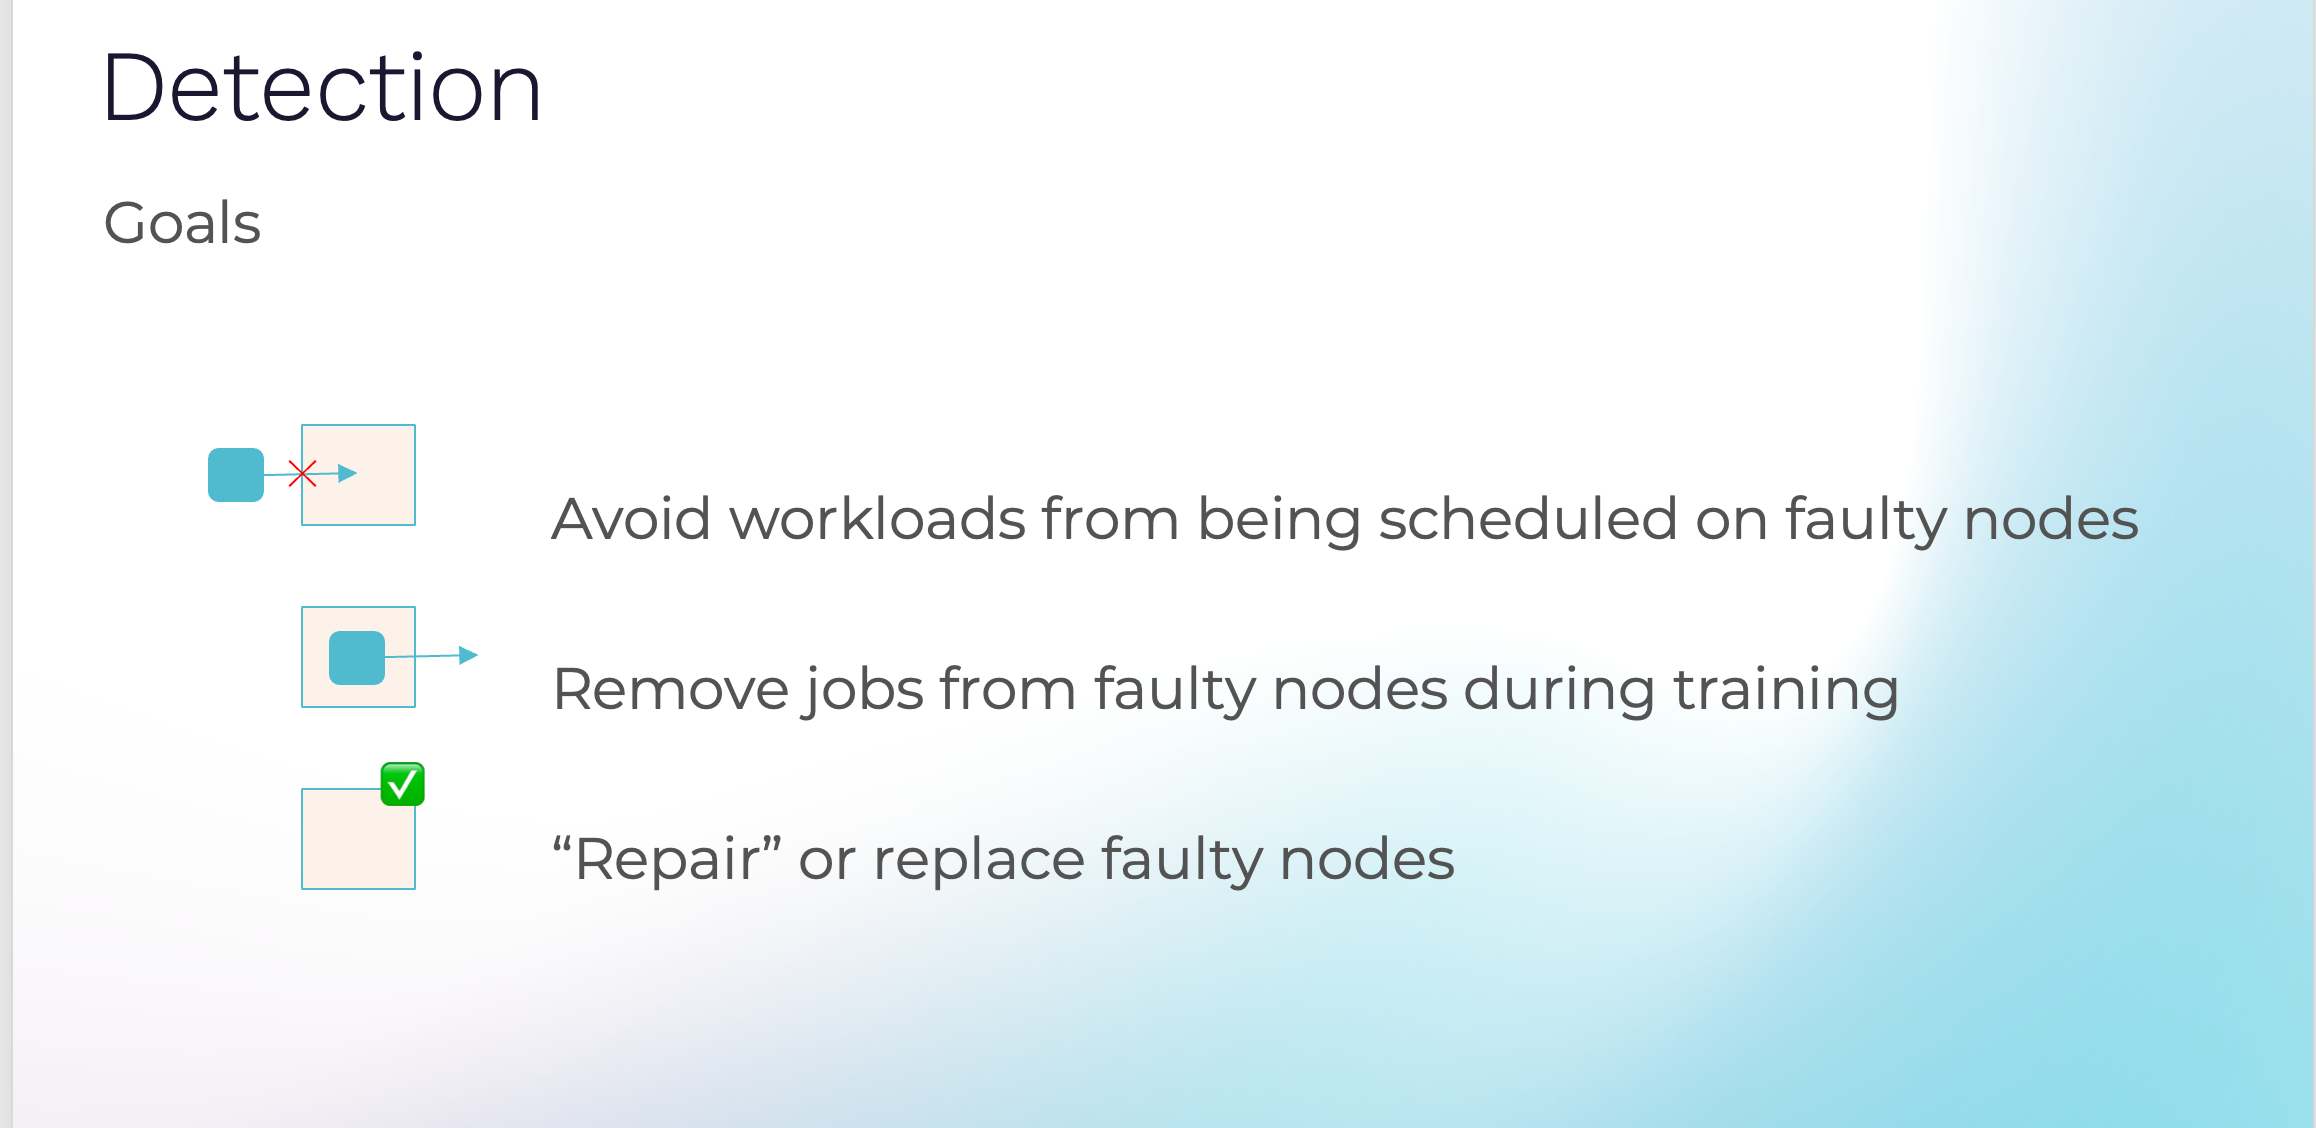 Detection
Goals
Avoid workloads from being scheduled on faulty nodes
Remove jobs from faulty nodes during training
“Repair” or replace faulty nodes